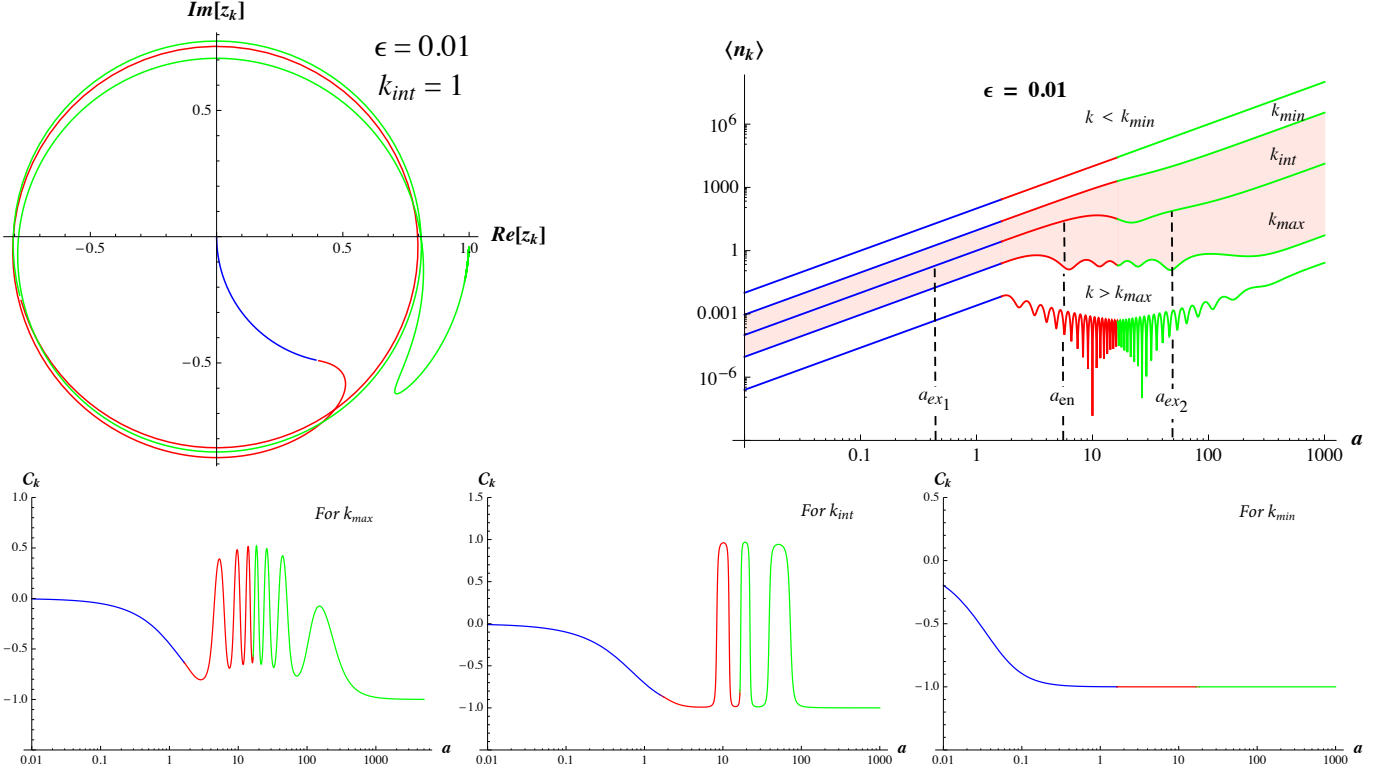 Im[z_k]
ϵ = 0.01
k_int = 1
0.5
−0.5
0.5
1.0
Re[z_k]
−0.5
⟨n_k⟩
ϵ = 0.01
k < k_min
k_min
k_int
k_max
k > k_max
10^6
1000
1
0.001
10^−6
a_ex1
a_en
a_ex2
0.1
1
10
100
1000
a
C_k
For k_max
1.0
0.5
0.0
−0.5
−1.0
0.01
0.1
1
10
100
1000
a
C_k
For k_int
1.5
1.0
0.5
0.0
−0.5
−1.0
0.01
0.1
1
10
100
1000
a
C_k
For k_min
0.5
0.0
−0.5
−1.0
0.01
0.1
1
10
100
1000
a